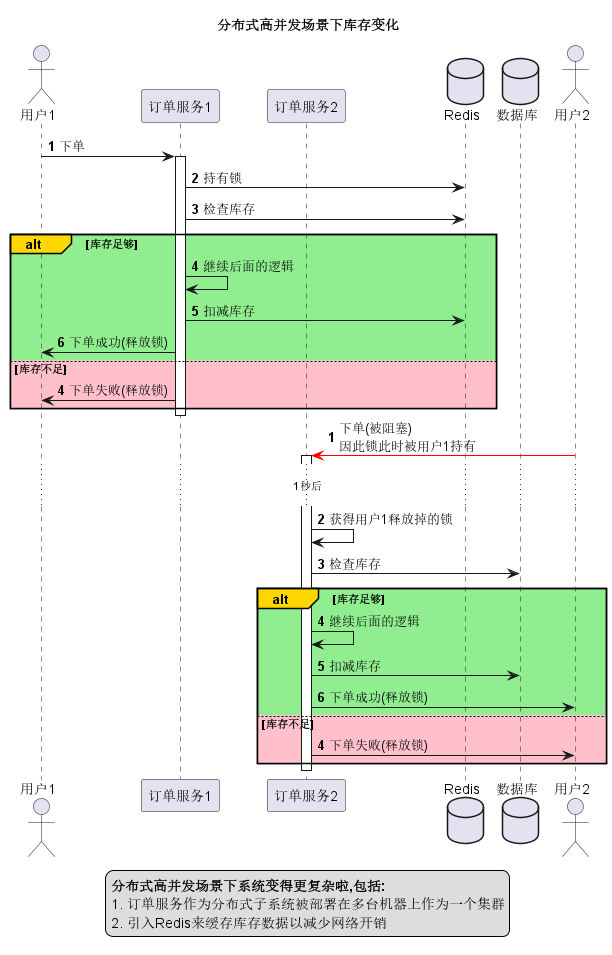 分布式高并发场景下库存变化
用户1
订单服务1
订单服务2
Redis
数据库
用户2
1 下单
2 持有锁
3 检查库存
alt [库存足够]
4 继续后面的逻辑
5 扣减库存
6 下单成功(释放锁)
[库存不足]
4 下单失败(释放锁)
1 下单(被阻塞)
因此锁此时被用户1持有
1秒后
2 获得用户1释放掉的锁
3 检查库存
alt [库存足够]
4 继续后面的逻辑
5 扣减库存
6 下单成功(释放锁)
[库存不足]
4 下单失败(释放锁)
用户1
订单服务1
订单服务2
Redis
数据库
用户2
分布式高并发场景下系统变得更复杂啦,包括:
1. 订单服务作为分布式子系统被部署在多台机器上作为一个集群
2. 引入Redis来缓存库存数据以减少网络开销